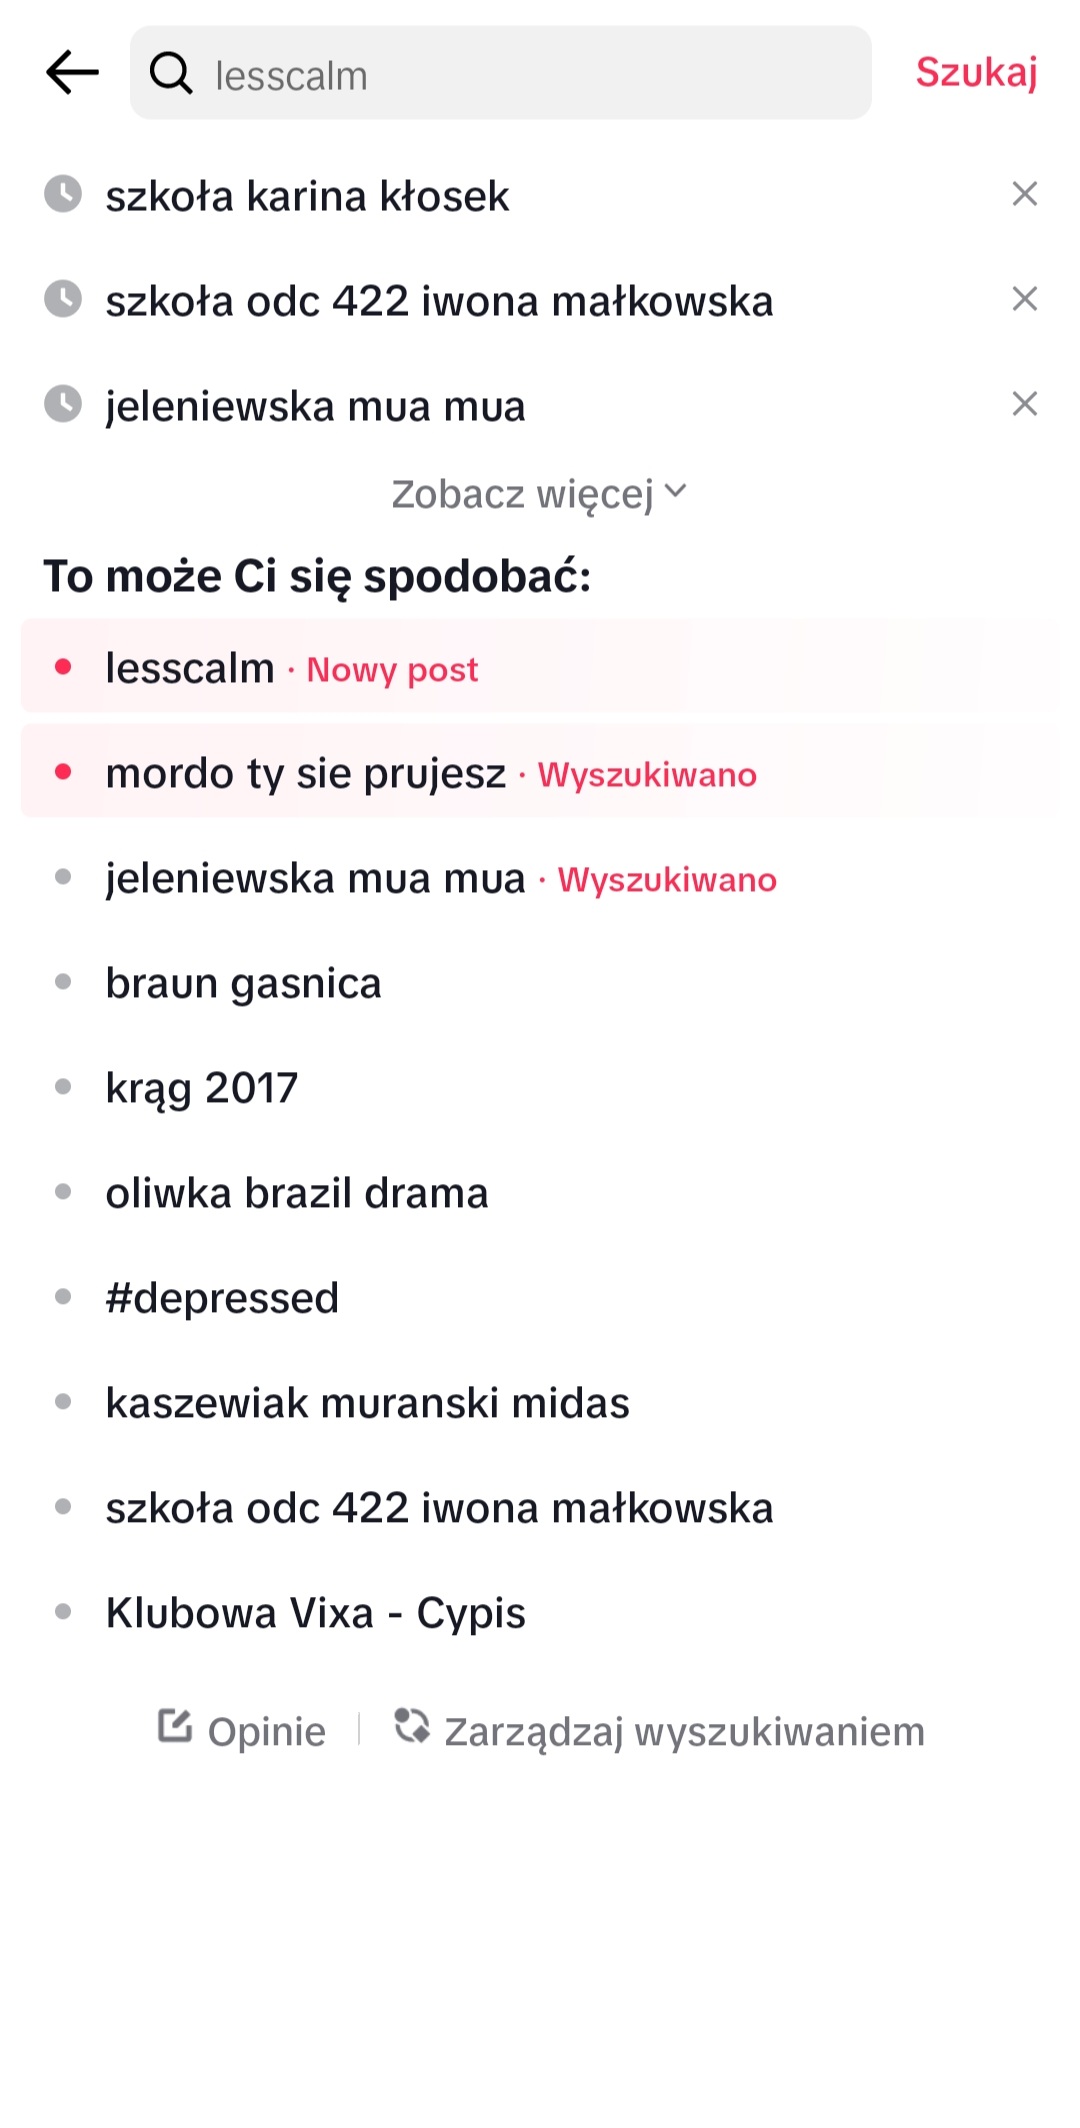 lesscalm
Szukaj
szkoła karina kłosek
szkoła odc 422 iwona małkowska
jeleniewska mua mua
Zobacz więcej
To może Ci się spodobać:
lesscalm · Nowy post
mordo ty sie prujesz · Wyszukiwano
jeleniewska mua mua · Wyszukiwano
braun gasnica
krąg 2017
oliwka brazil drama
#depressed
kaszewiak muranski midas
szkoła odc 422 iwona małkowska
Klubowa Vixa - Cypis
Opinie | Zarządzaj wyszukiwaniem